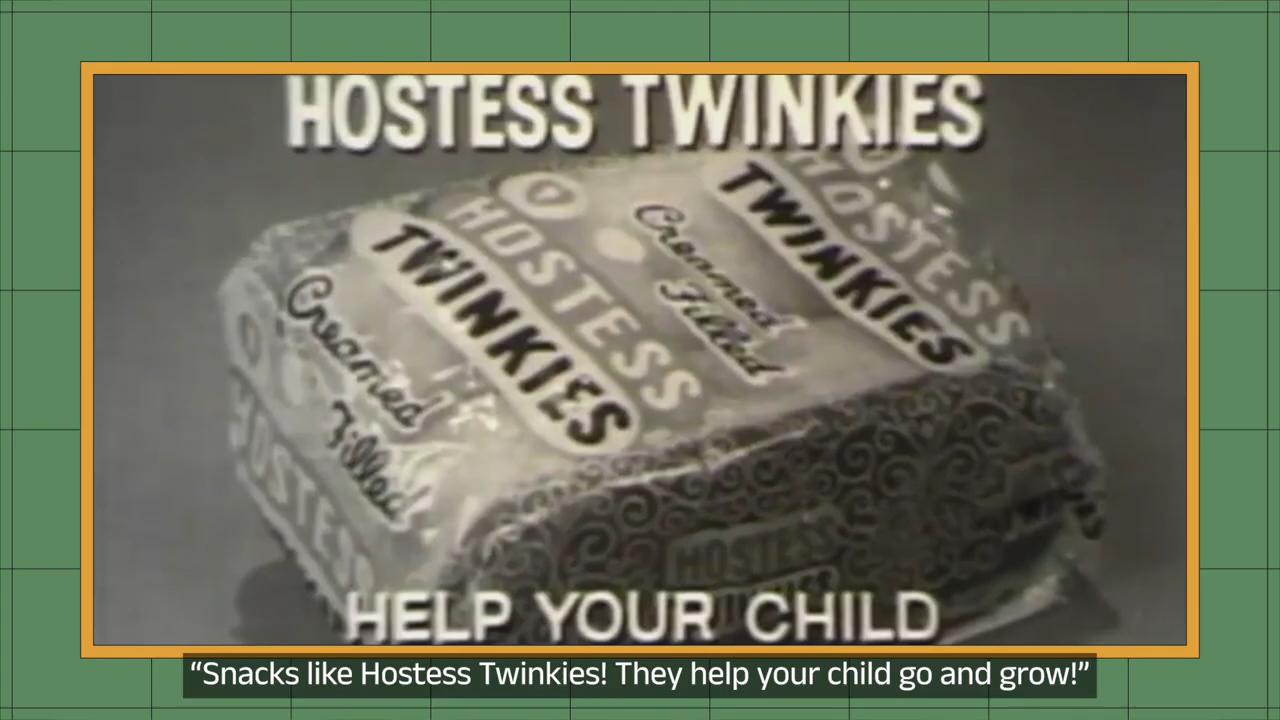 HOSTESS TWINKIES
HOSTESS
TWINKIES
Creamed
Filled
HOSTESS
TWINKIES
Creamed
Filled
HOSTESS
HOSTESS
HELP YOUR CHILD
“Snacks like Hostess Twinkies! They help your child go and grow!”